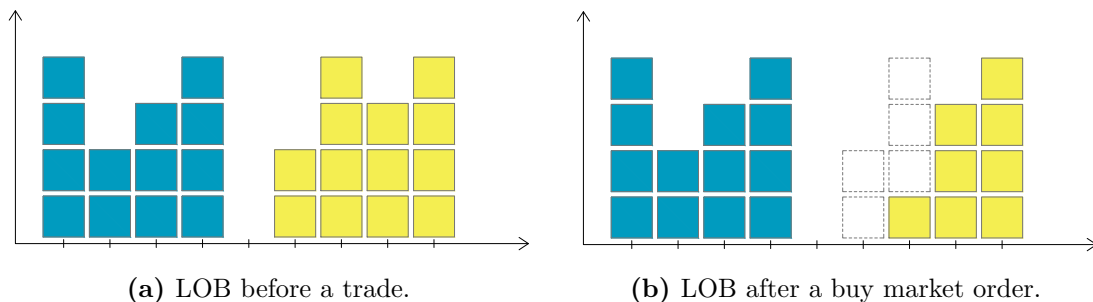 (a) LOB before a trade.
(b) LOB after a buy market order.